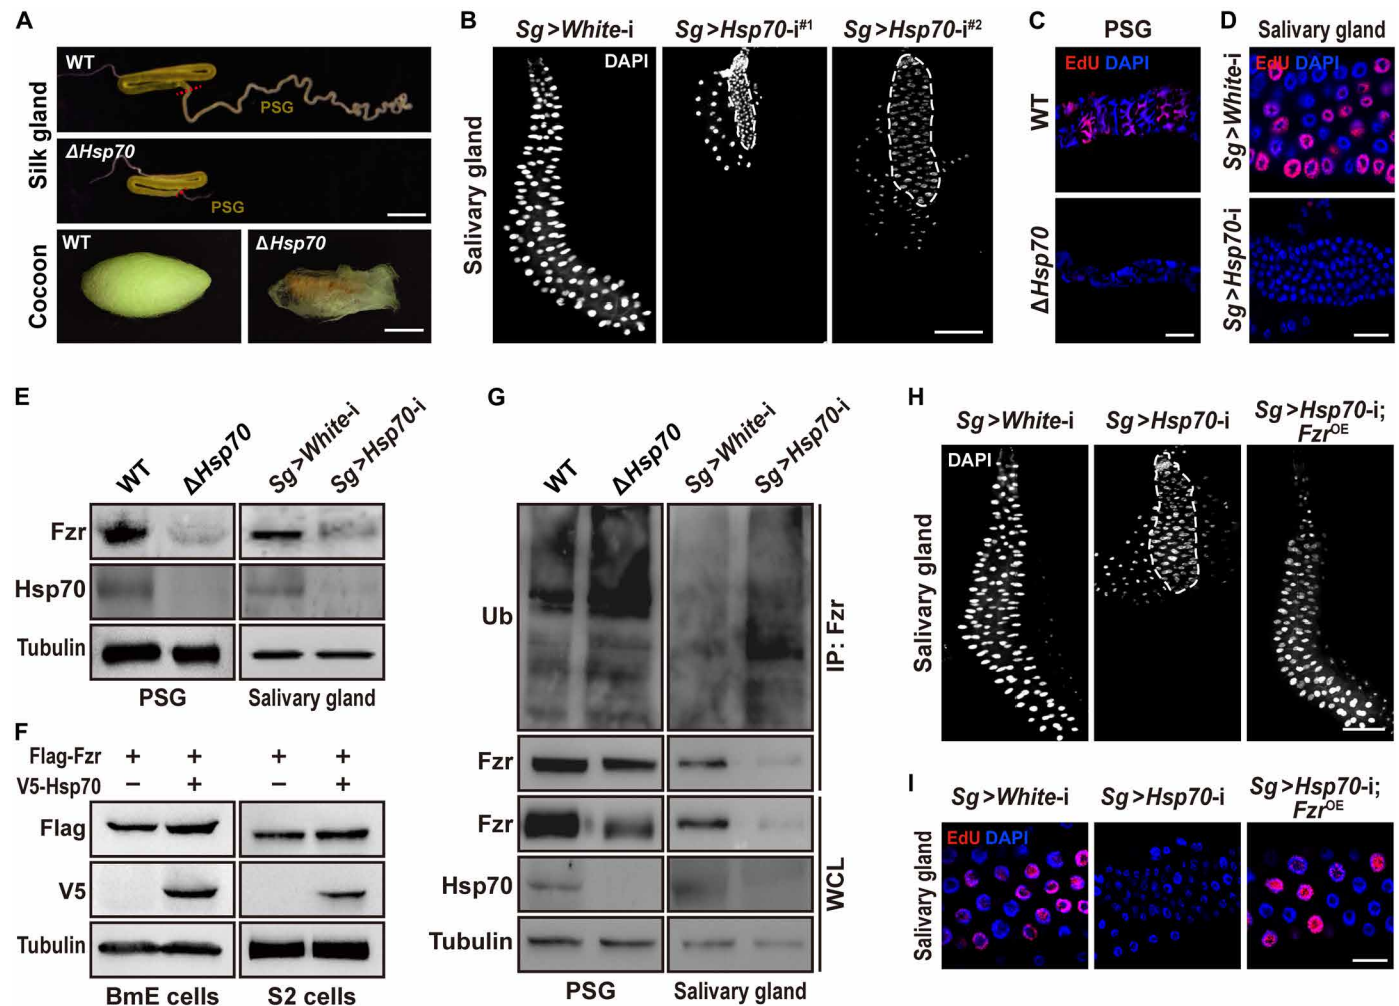 A
Silk gland
WT
PSG
ΔHsp70
PSG
Cocoon
WT
ΔHsp70
B
Sg>White-i
Sg>Hsp70-i#1
Sg>Hsp70-i#2
Salivary gland
DAPI
C
PSG
EdU DAPI
WT
ΔHsp70
D
Salivary gland
EdU DAPI
Sg>White-i
Sg>Hsp70-i
E
WT
ΔHsp70
Sg>White-i
Sg>Hsp70-i
Fzr
Hsp70
Tubulin
PSG
Salivary gland
F
Flag-Fzr + + + +
V5-Hsp70 − + − +
Flag
V5
Tubulin
BmE cells
S2 cells
G
WT
ΔHsp70
Sg>White-i
Sg>Hsp70-i
Ub
Fzr
IP: Fzr
Fzr
Hsp70
Tubulin
WCL
PSG
Salivary gland
H
Sg>White-i
Sg>Hsp70-i
Sg>Hsp70-i;
FzrOE
Salivary gland
DAPI
I
Sg>White-i
Sg>Hsp70-i
Sg>Hsp70-i;
FzrOE
Salivary gland
EdU DAPI